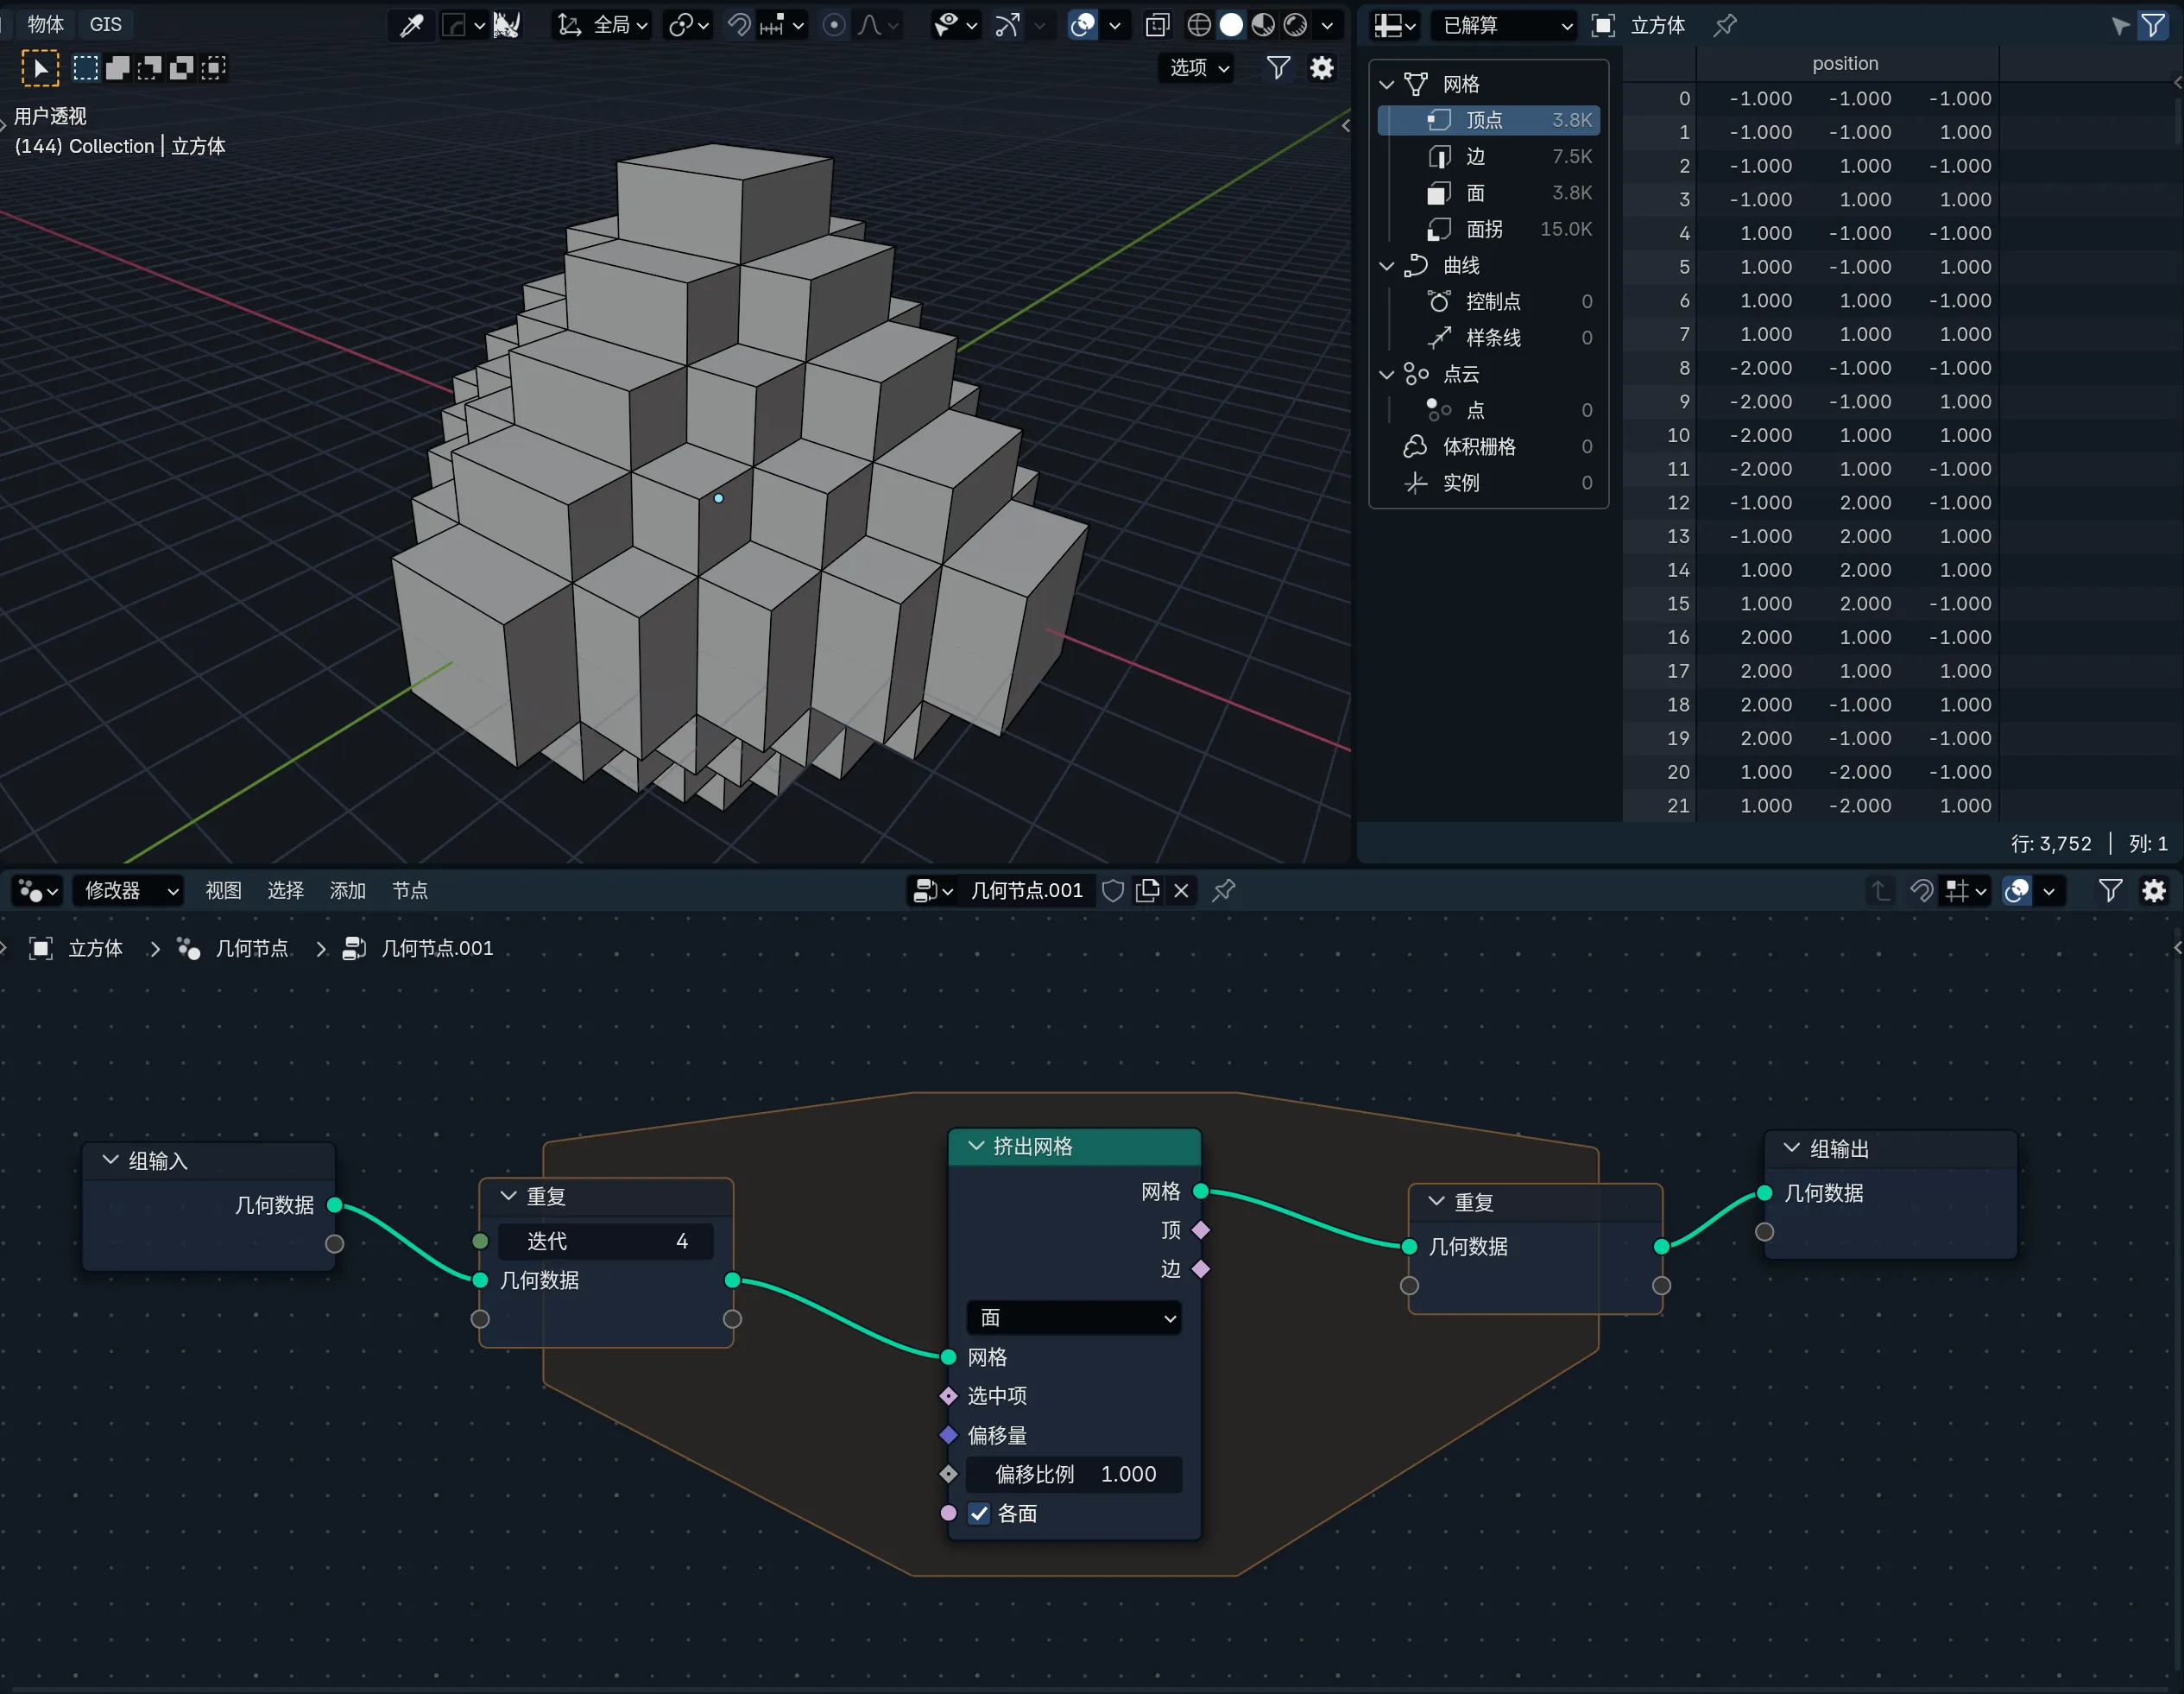 物体 GIS 全局
选项
用户透视
(144) Collection | 立方体
已解算 立方体
网格
顶点 3.8K
边 7.5K
面 3.8K
面拐 15.0K
曲线
控制点 0
样条线 0
点云
点 0
体积栅格 0
实例 0
position
0 -1.000 -1.000 -1.000
1 -1.000 -1.000 1.000
2 -1.000 1.000 -1.000
3 -1.000 1.000 1.000
4 1.000 -1.000 -1.000
5 1.000 -1.000 1.000
6 1.000 1.000 -1.000
7 1.000 1.000 1.000
8 -2.000 -1.000 -1.000
9 -2.000 -1.000 1.000
10 -2.000 1.000 1.000
11 -2.000 1.000 -1.000
12 -1.000 2.000 -1.000
13 -1.000 2.000 1.000
14 1.000 2.000 1.000
15 1.000 2.000 -1.000
16 2.000 1.000 -1.000
17 2.000 1.000 1.000
18 2.000 -1.000 1.000
19 2.000 -1.000 -1.000
20 1.000 -2.000 -1.000
21 1.000 -2.000 1.000
行: 3,752 | 列: 1
修改器 视图 选择 添加 节点 几何节点.001
立方体 > 几何节点 > 几何节点.001
组输入
几何数据
重复
迭代 4
几何数据
挤出网格
网格
顶
边
面
网格
选中项
偏移量
偏移比例 1.000
各面
重复
几何数据
组输出
几何数据